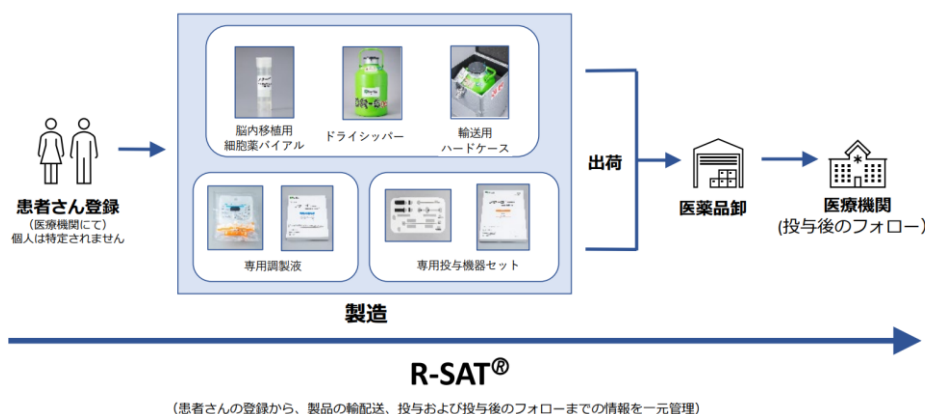 脳内移植用
細胞薬バイアル
ドライシッパー
輸送用
ハードケース
患者さん登録
(医療機関にて)
個人は特定されません
専用調製液
専用投与機器セット
製造
出荷
医薬品卸
医療機関
(投与後のフォロー)
R-SAT®
(患者さんの登録から、製品の輸配送、投与および投与後のフォローまでの情報を一元管理)